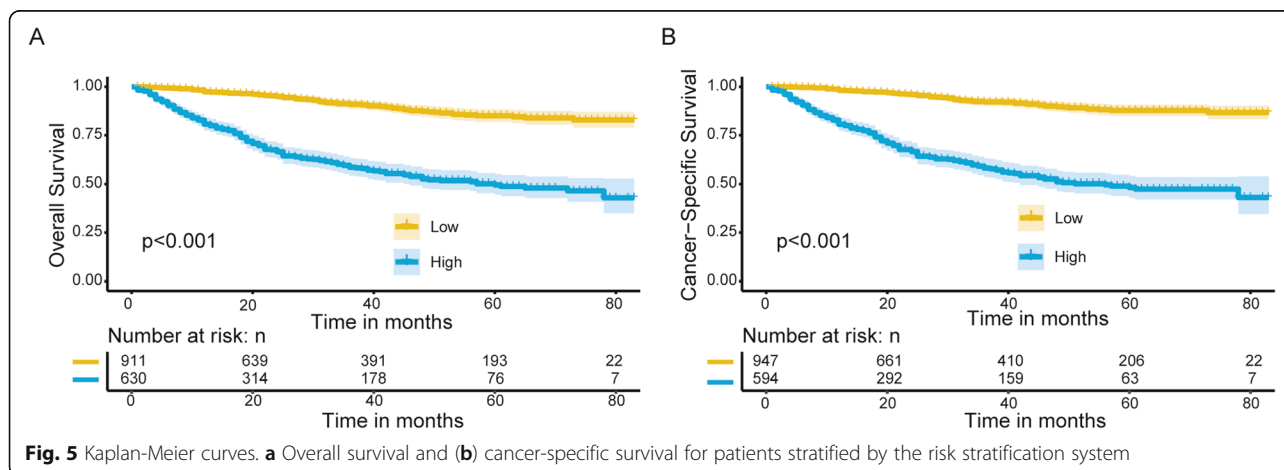 A
Overall Survival
1.00
0.75
0.50
0.25
0.00
Low
High
p<0.001
0 20 40 60 80
Time in months
Number at risk: n
911 639 391 193 22
630 314 178 76 7
0 20 40 60 80
Time in months
B
Cancer-Specific Survival
1.00
0.75
0.50
0.25
0.00
Low
High
p<0.001
0 20 40 60 80
Time in months
Number at risk: n
947 661 410 206 22
594 292 159 63 7
0 20 40 60 80
Time in months
Fig. 5 Kaplan-Meier curves. a Overall survival and (b) cancer-specific survival for patients stratified by the risk stratification system